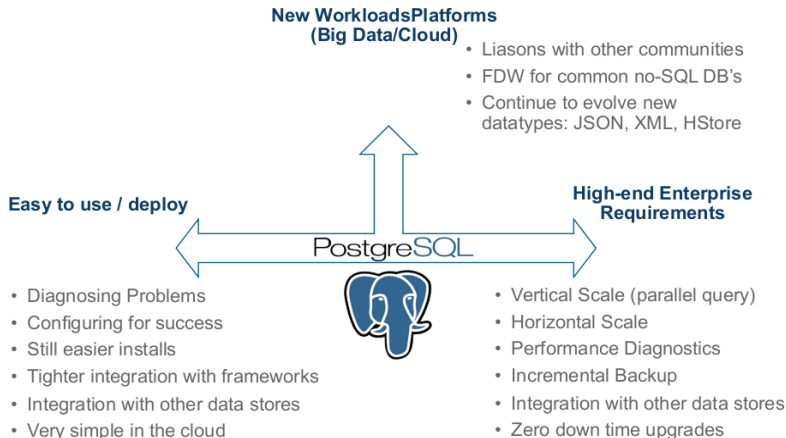 New WorkloadsPlatforms
(Big Data/Cloud)
• Liasons with other communities
• FDW for common no-SQL DB's
• Continue to evolve new
datatypes: JSON, XML, HStore
Easy to use / deploy
High-end Enterprise
Requirements
PostgreSQL
• Diagnosing Problems
• Configuring for success
• Still easier installs
• Tighter integration with frameworks
• Integration with other data stores
• Very simple in the cloud
• Vertical Scale (parallel query)
• Horizontal Scale
• Performance Diagnostics
• Incremental Backup
• Integration with other data stores
• Zero down time upgrades